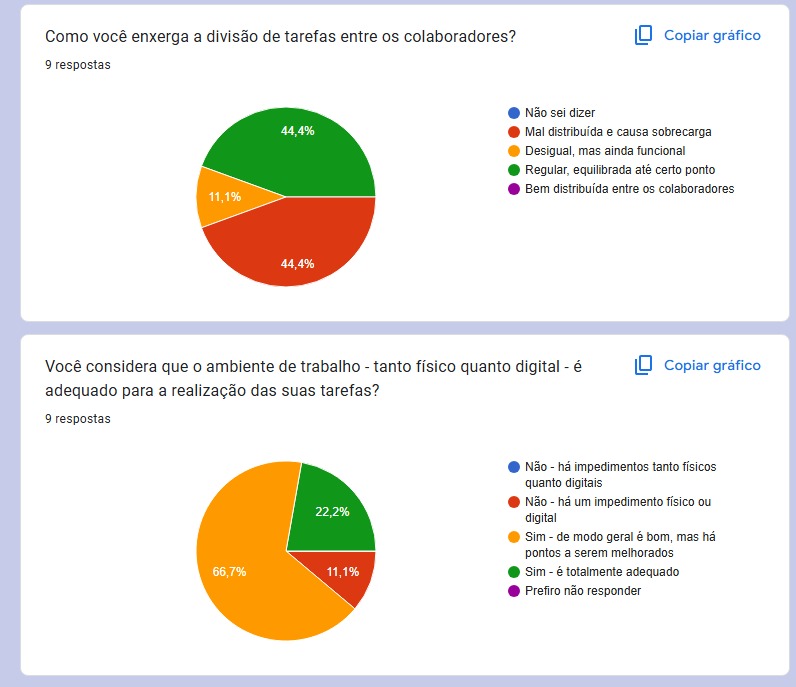 Como você enxerga a divisão de tarefas entre os colaboradores?
Copiar gráfico
9 respostas
44,4%
11,1%
44,4%
Não sei dizer
Mal distribuída e causa sobrecarga
Desigual, mas ainda funcional
Regular, equilibrada até certo ponto
Bem distribuída entre os colaboradores
Você considera que o ambiente de trabalho - tanto físico quanto digital - é
adequado para a realização das suas tarefas?
Copiar gráfico
9 respostas
22,2%
66,7%
11,1%
Não - há impedimentos tanto físicos
quanto digitais
Não - há um impedimento físico ou
digital
Sim - de modo geral é bom, mas há
pontos a serem melhorados
Sim - é totalmente adequado
Prefiro não responder